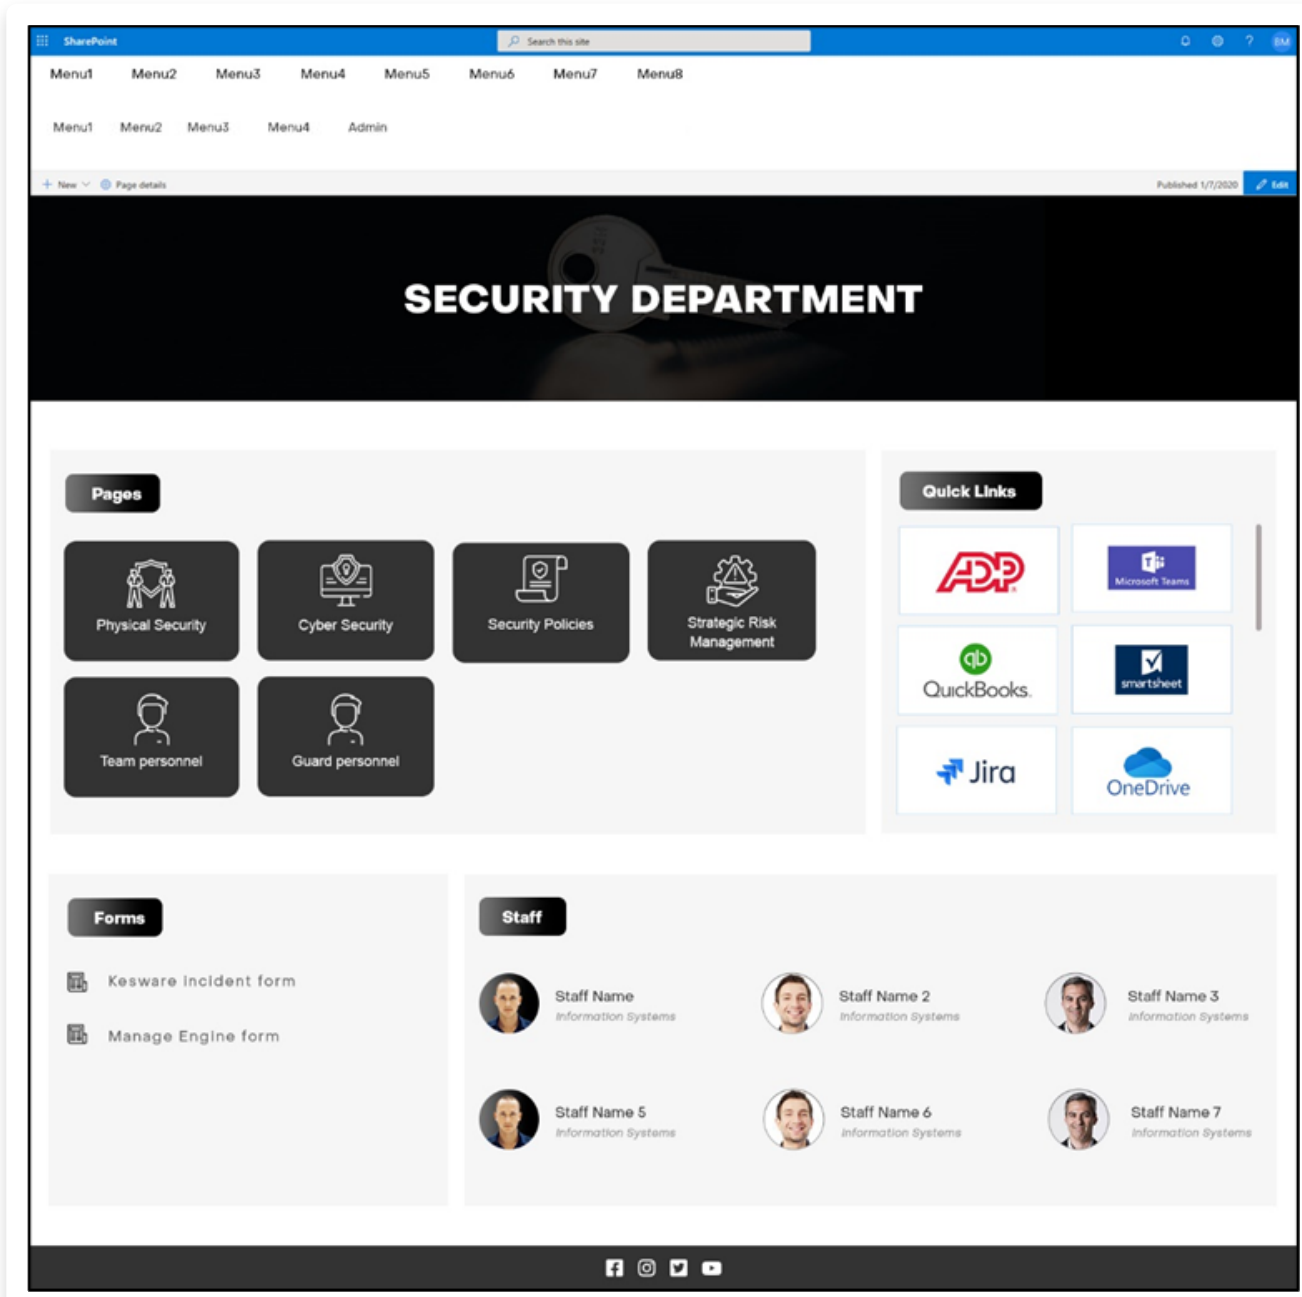 SharePoint
Search this site
? BM
Menu1 Menu2 Menu3 Menu4 Menu5 Menu6 Menu7 Menu8
Menu1 Menu2 Menu3 Menu4 Admin
New Page details
Published 1/7/2020 Edit
SECURITY DEPARTMENT
Pages
Physical Security
Cyber Security
Security Policies
Strategic Risk
Management
Team personnel
Guard personnel
Quick Links
ADP
Microsoft Teams
qb
QuickBooks.
smartsheet
Jira
OneDrive
Forms
Kesware incident form
Manage Engine form
Staff
Staff Name
Information Systems
Staff Name 2
Information Systems
Staff Name 3
Information Systems
Staff Name 5
Information Systems
Staff Name 6
Information Systems
Staff Name 7
Information Systems